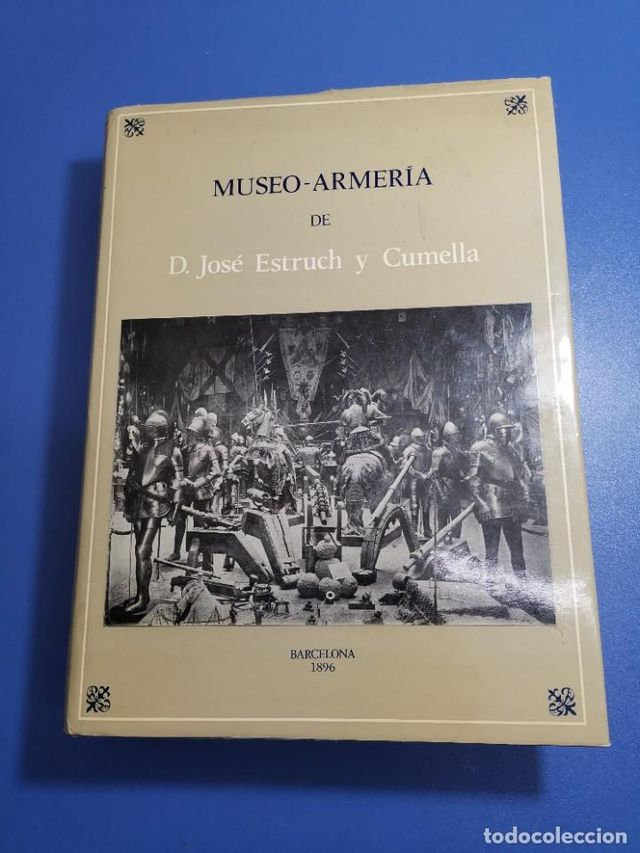 MUSEO-ARMERÍA
DE
D. José Estruch y Cumella
BARCELONA
1896
todocoleccion